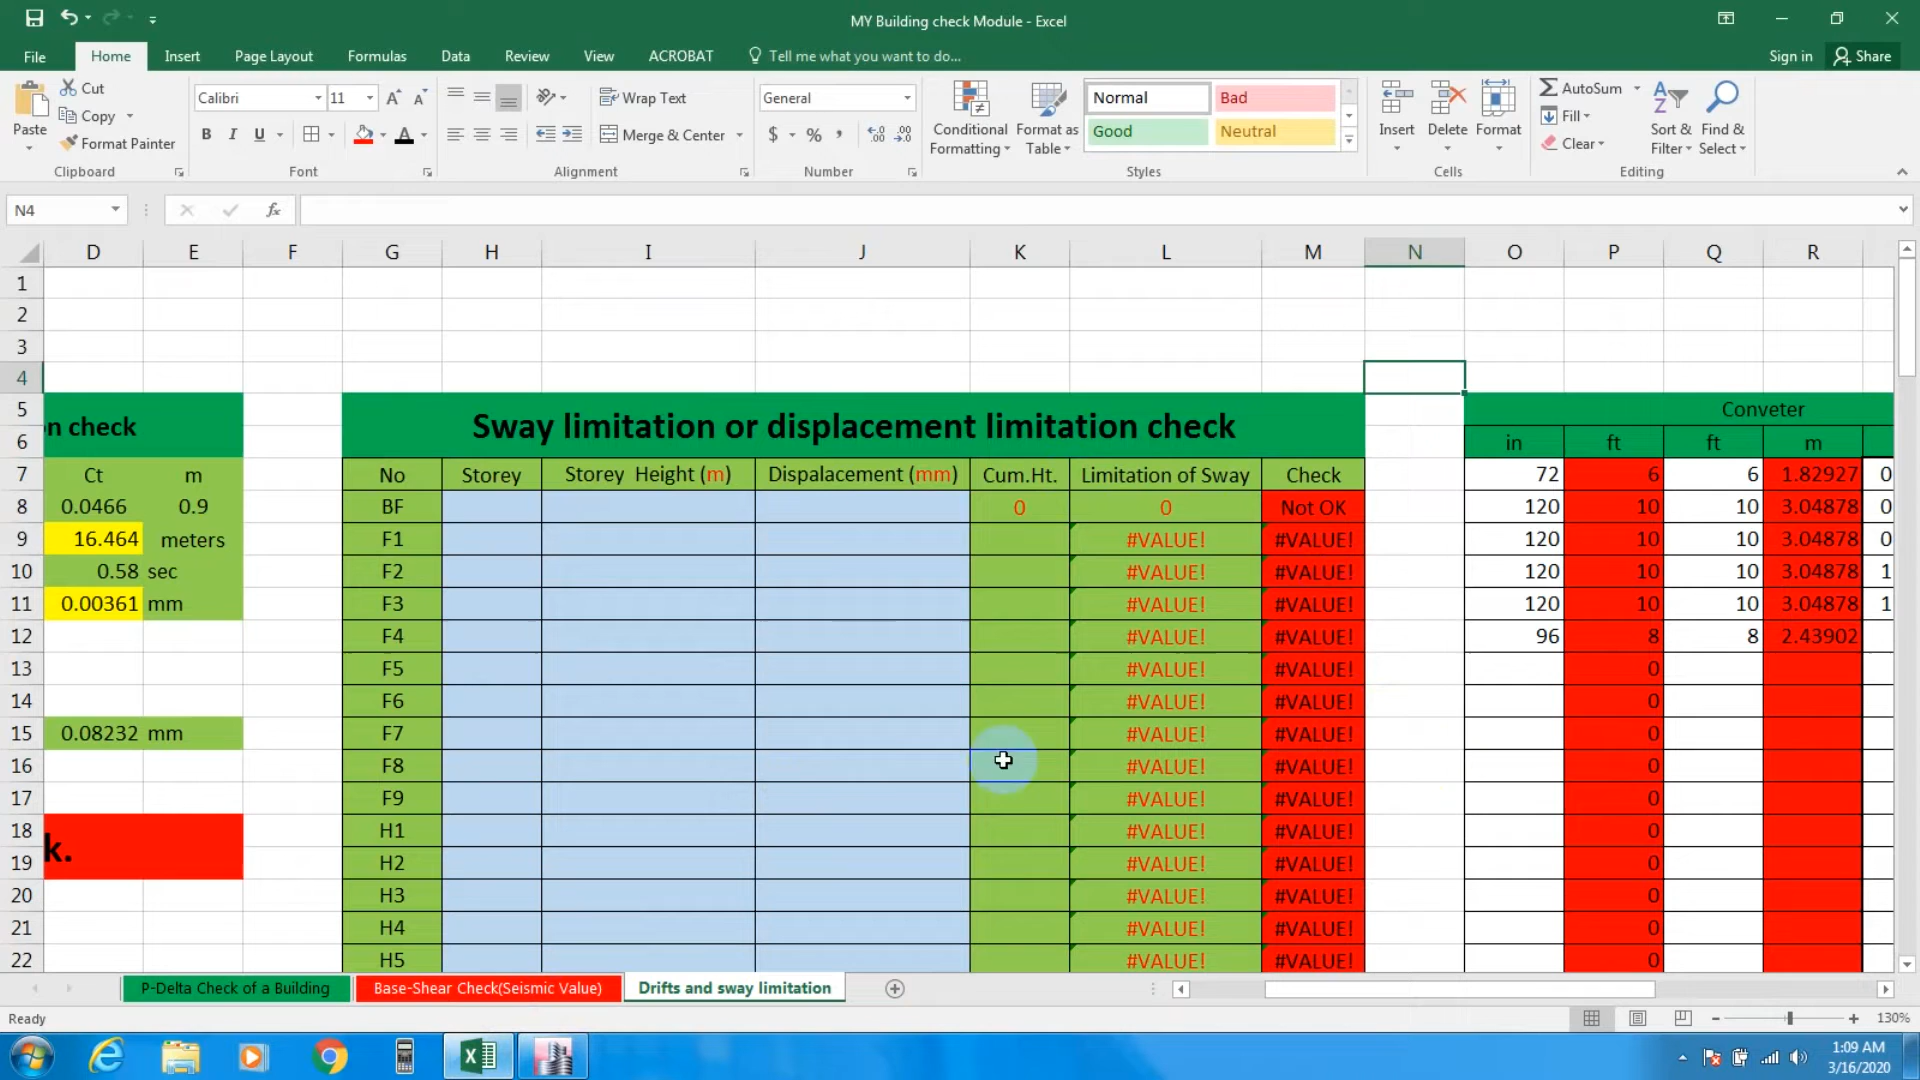 MY Building check Module - Excel
File Home Insert Page Layout Formulas Data Review View ACROBAT Tell me what you want to do... Sign in Share
Paste
Cut
Copy
Format Painter
Clipboard
Calibri 11
B I U
Font
Wrap Text
Merge & Center
Alignment
General
$ % ,
Number
Conditional Formatting
Format as Table
Normal Bad
Good Neutral
Styles
Insert Delete Format
Cells
AutoSum
Fill
Clear
Sort & Filter
Find & Select
Editing
N4 fx
D E F G H I J K L M N O P Q R
1
2
3
4
5 n check Sway limitation or displacement limitation check Conveter
6 in ft ft m
7 Ct m No Storey Storey Height (m) Dispalacement (mm) Cum.Ht. Limitation of Sway Check 72 6 6 1.82927 0
8 0.0466 0.9 BF 0 0 Not OK 120 10 10 3.04878 0
9 16.464 meters F1 #VALUE! #VALUE! 120 10 10 3.04878 0
10 0.58 sec F2 #VALUE! #VALUE! 120 10 10 3.04878 1
11 0.00361 mm F3 #VALUE! #VALUE! 120 10 10 3.04878 1
12 F4 #VALUE! #VALUE! 96 8 8 2.43902
13 F5 #VALUE! #VALUE! 0
14 F6 #VALUE! #VALUE! 0
15 0.08232 mm F7 #VALUE! #VALUE! 0
16 F8 #VALUE! #VALUE! 0
17 F9 #VALUE! #VALUE! 0
18 k. H1 #VALUE! #VALUE! 0
19 H2 #VALUE! #VALUE! 0
20 H3 #VALUE! #VALUE! 0
21 H4 #VALUE! #VALUE! 0
22 H5 #VALUE! #VALUE! 0
P-Delta Check of a Building Base-Shear Check(Seismic Value) Drifts and sway limitation
Ready 130%
1:09 AM
3/16/2020